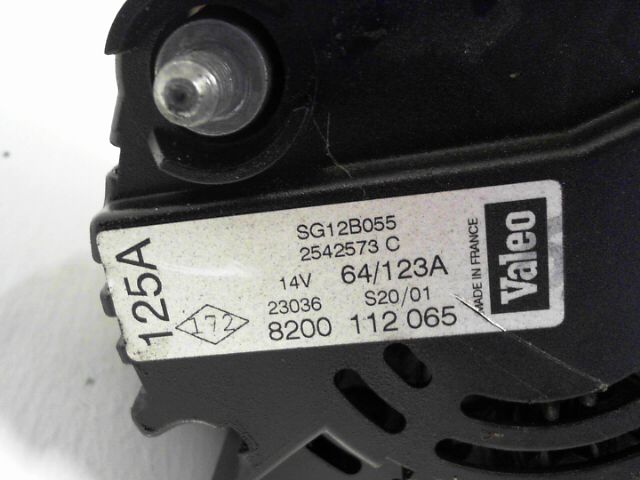 SG12B055
2542573 C
14V 64/123A
23036 S20/01
8200 112 065
125A
172
MADE IN FRANCE
Valeo